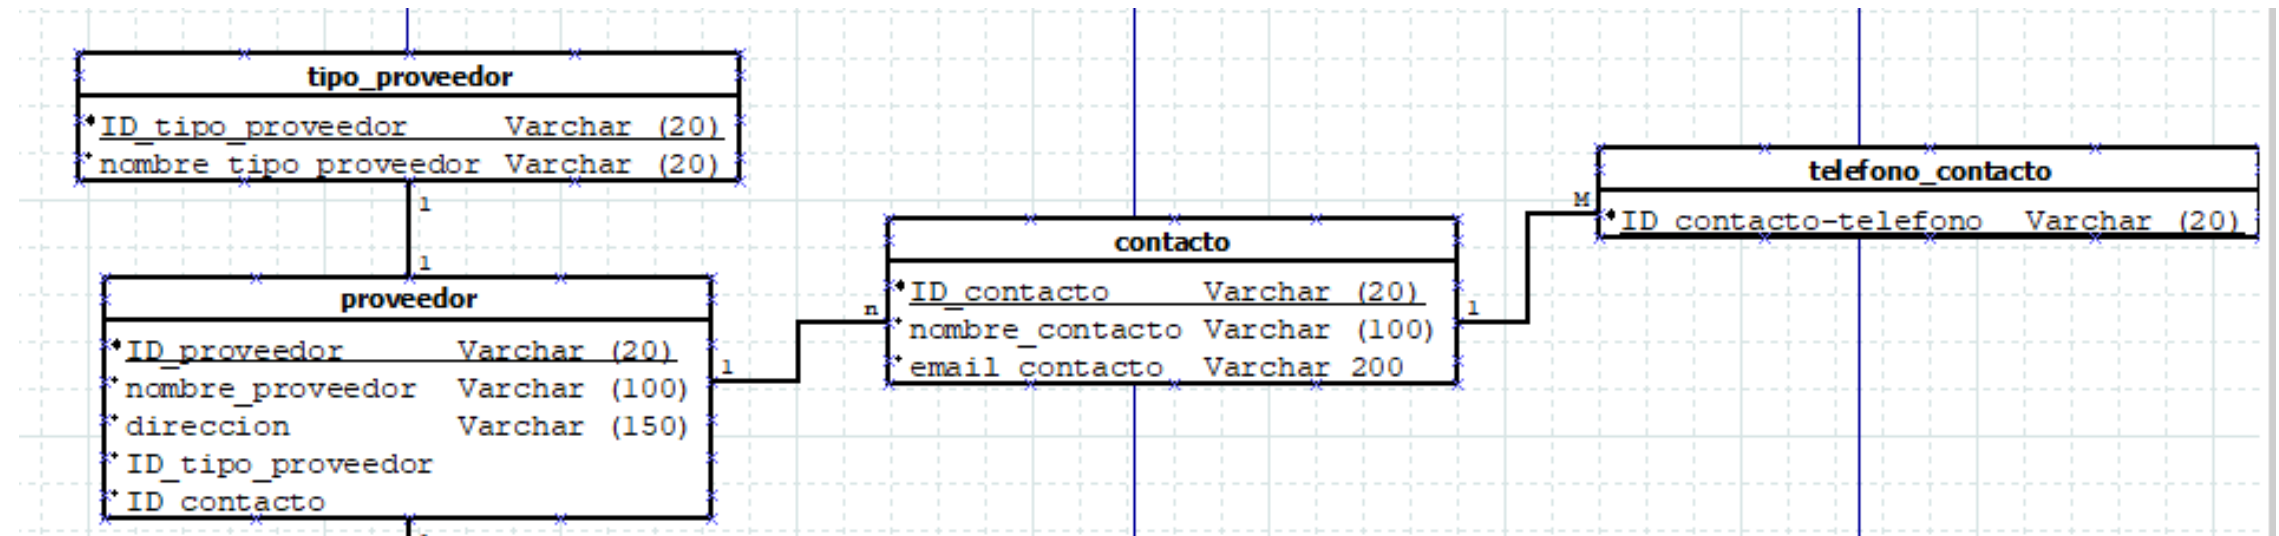 tipo_proveedor
ID_tipo_proveedor Varchar (20)
nombre_tipo_proveedor Varchar (20)
1
1
proveedor
ID_proveedor Varchar (20)
nombre_proveedor Varchar (100)
direccion Varchar (150)
ID_tipo_proveedor
ID_contacto
1
n
contacto
ID_contacto Varchar (20)
nombre_contacto Varchar (100)
email_contacto Varchar 200
1
M
telefono_contacto
ID_contacto-telefono Varchar (20)